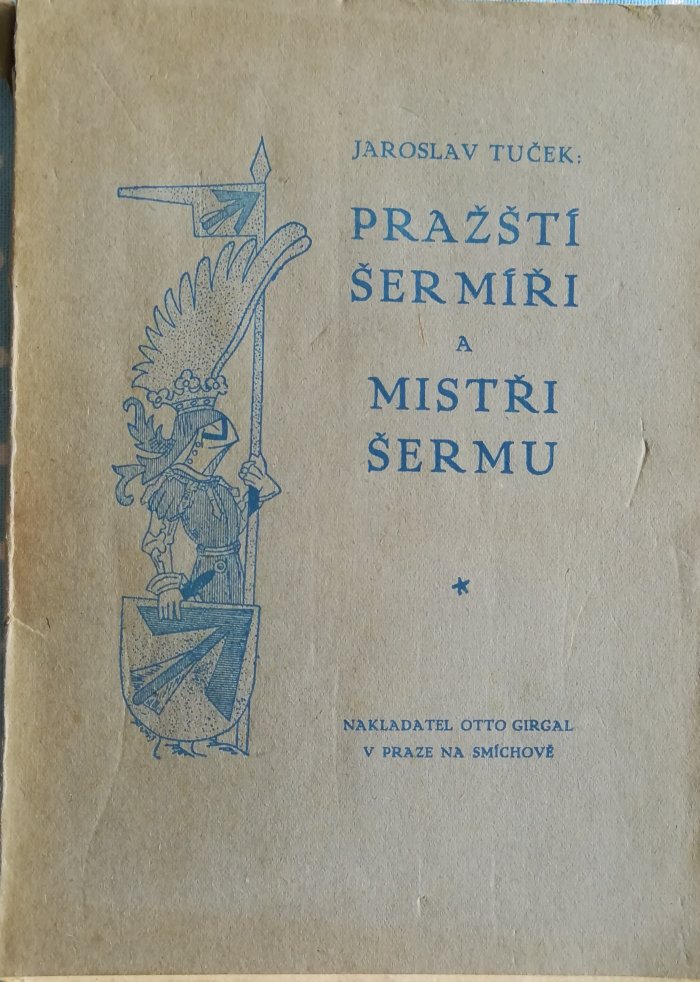 JAROSLAV TUČEK:
PRAŽŠTÍ
ŠERMÍŘI
A
MISTŘI
ŠERMU
NAKLADATEL OTTO GIRGAL
V PRAZE NA SMÍCHOVĚ